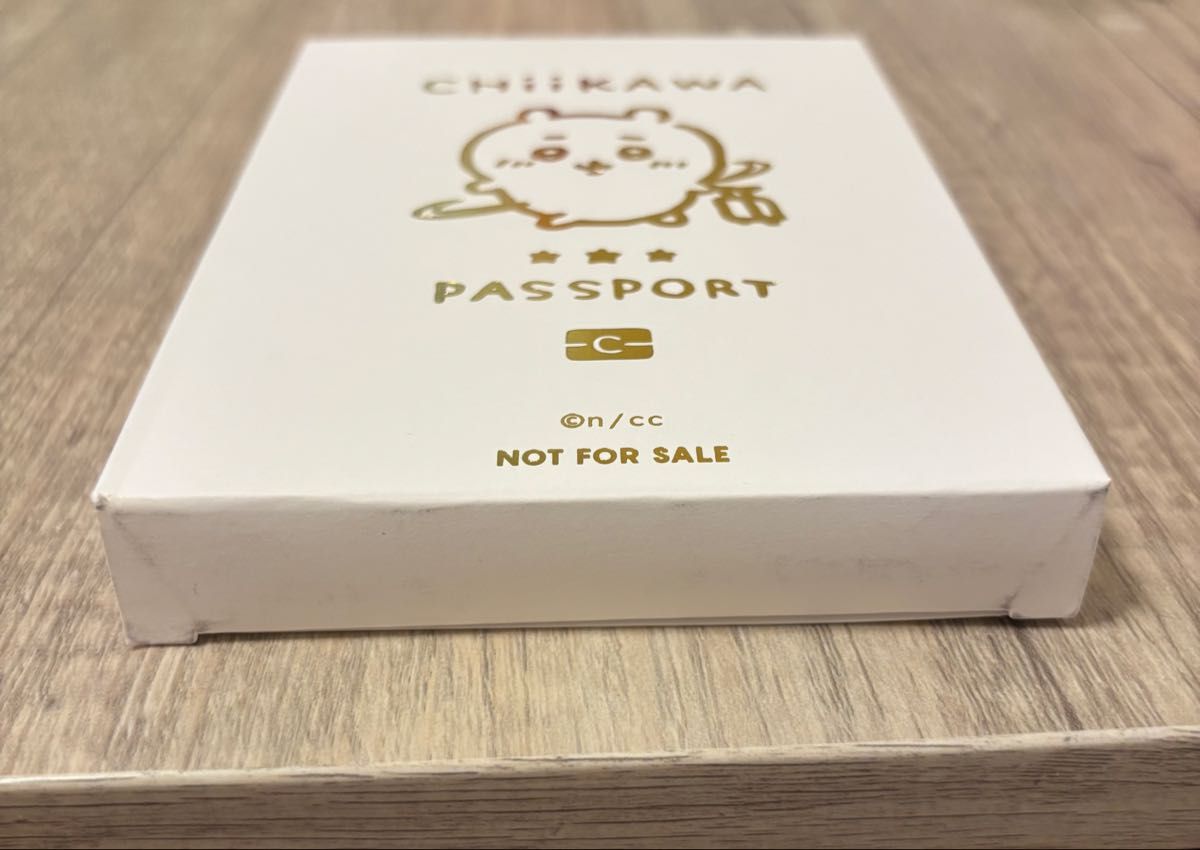 CHiiKAWA
PASSPORT
C
©n/cc
NOT FOR SALE